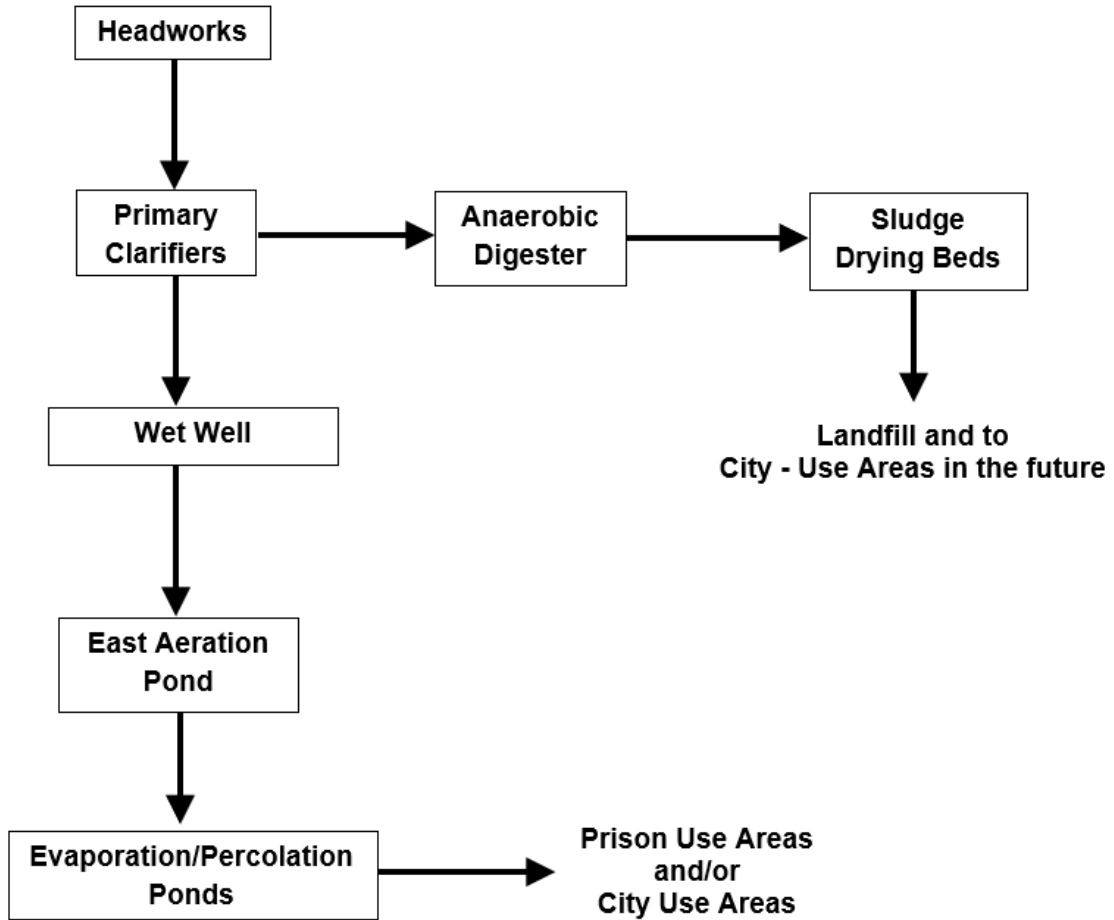 Headworks
Primary
Clarifiers
Anaerobic
Digester
Sludge
Drying Beds
Wet Well
Landfill and to
City - Use Areas in the future
East Aeration
Pond
Evaporation/Percolation
Ponds
Prison Use Areas
and/or
City Use Areas